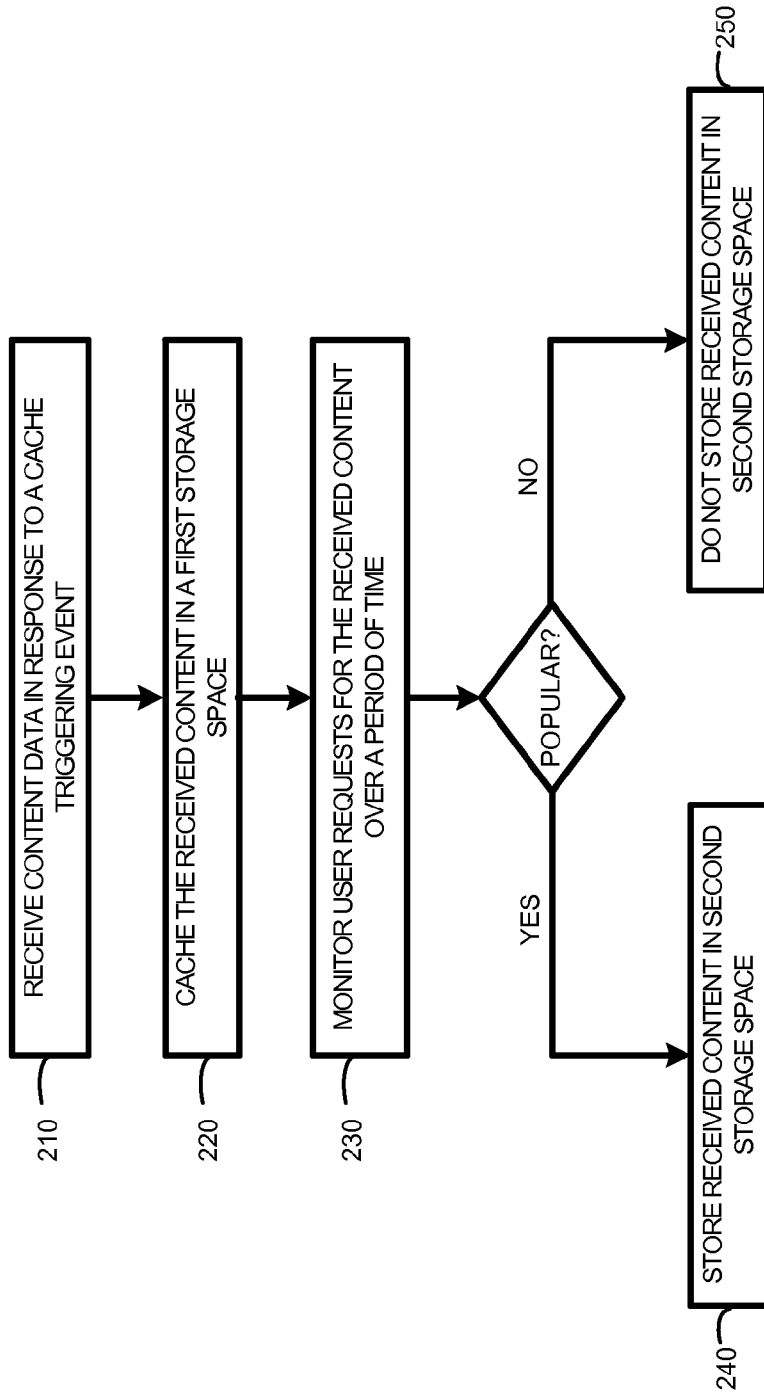 RECEIVE CONTENT DATA IN RESPONSE TO A CACHE
TRIGGERING EVENT
210
CACHE THE RECEIVED CONTENT IN A FIRST STORAGE
SPACE
220
MONITOR USER REQUESTS FOR THE RECEIVED CONTENT
OVER A PERIOD OF TIME
230
POPULAR?
YES
NO
STORE RECEIVED CONTENT IN SECOND
STORAGE SPACE
240
DO NOT STORE RECEIVED CONTENT IN
SECOND STORAGE SPACE
250